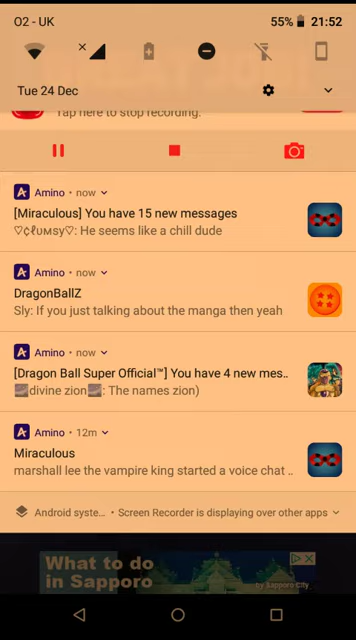 O2 - UK 55% 21:52
Tue 24 Dec
Tap here to stop recording.
Amino • now
[Miraculous] You have 15 new messages
♡¢ℓυмѕу♡: He seems like a chill dude
Amino • now
DragonBallZ
Sly: If you just talking about the manga then yeah
Amino • now
[Dragon Ball Super Official™] You have 4 new mes..
🌌divine zion🌌: The names zion)
Amino • 12m
Miraculous
marshall lee the vampire king started a voice chat ..
Android syste… • Screen Recorder is displaying over other apps
What to do
in Sapporo
by Sapporo City